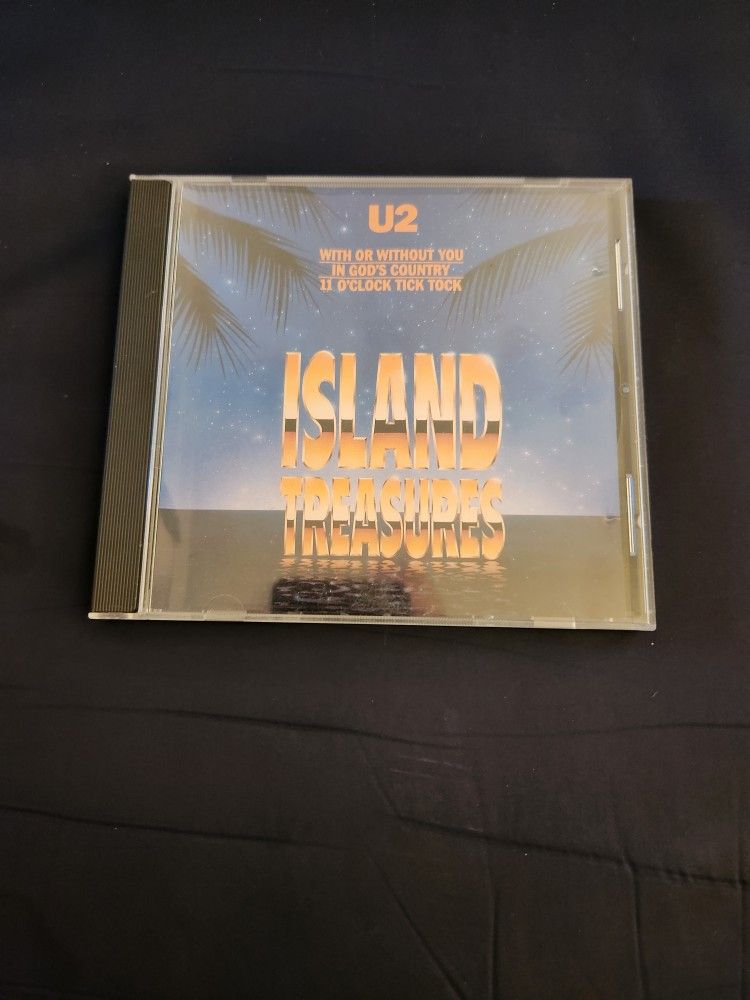 U2
WITH OR WITHOUT YOU
IN GOD'S COUNTRY
11 O'CLOCK TICK TOCK
ISLAND
TREASURES